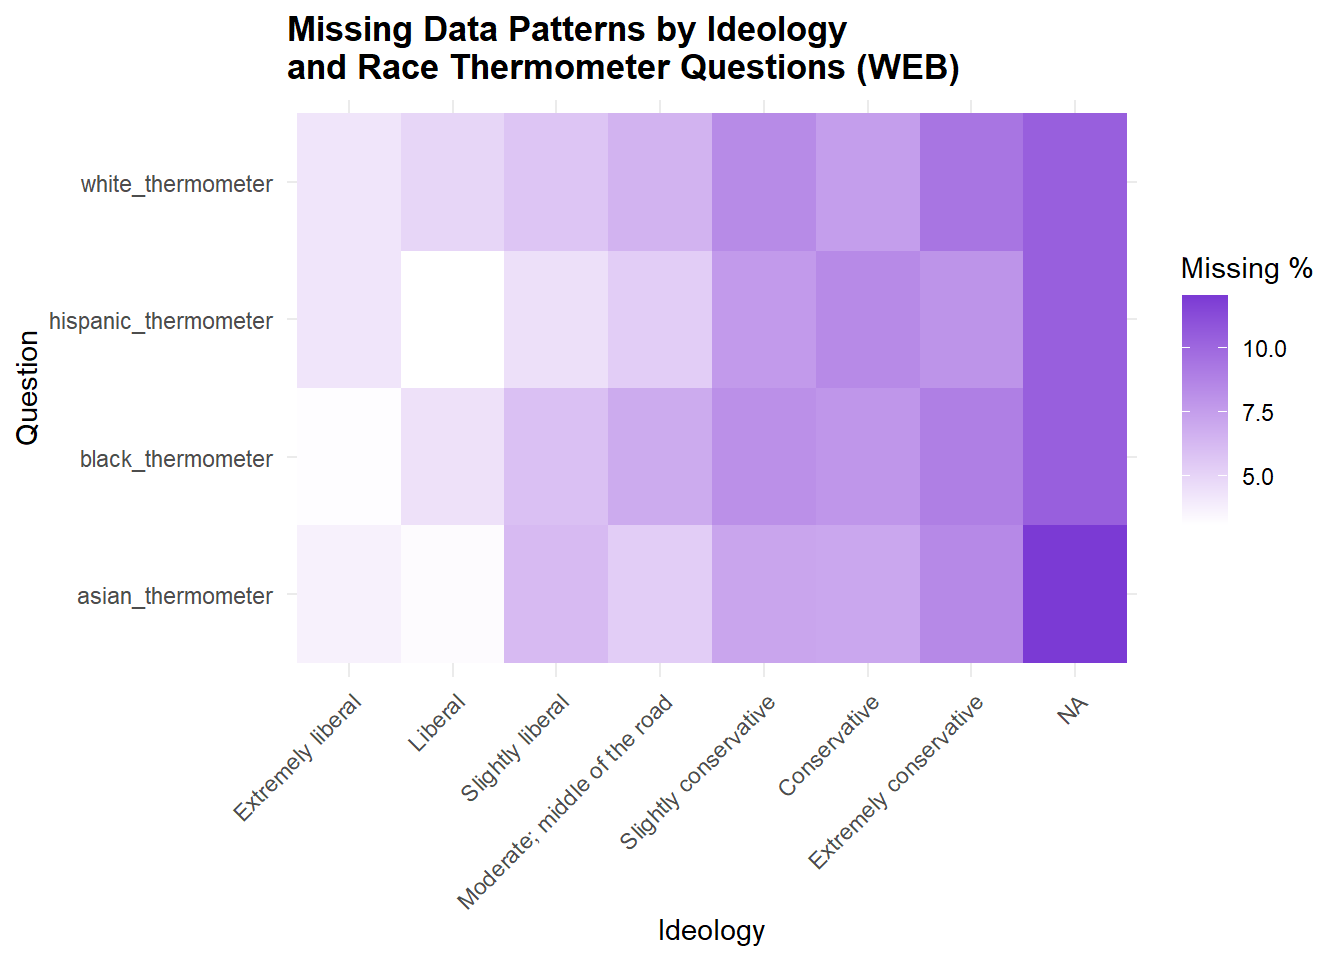 Missing Data Patterns by Ideology
and Race Thermometer Questions (WEB)
Question
white_thermometer
hispanic_thermometer
black_thermometer
asian_thermometer
Missing %
10.0
7.5
5.0
Extremely liberal
Liberal
Slightly liberal
Moderate; middle of the road
Slightly conservative
Conservative
Extremely conservative
NA
Ideology